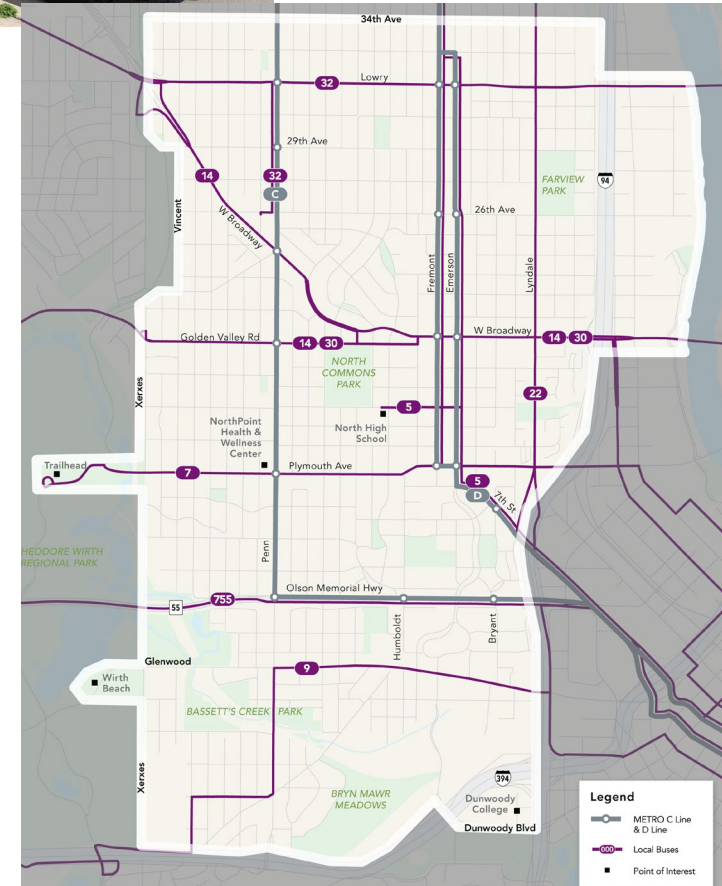 34th Ave
32
Lowry
29th Ave
14
32
C
W Broadway
Vincent
FARVIEW
PARK
94
26th Ave
Fremont
Emerson
Lyndale
Golden Valley Rd
14 30
W Broadway
14 30
NORTH
COMMONS
PARK
Xerxes
22
5
NorthPoint
Health &
Wellness
Center
North High
School
Trailhead
7
Plymouth Ave
5
D
7th St
HEODORE WIRTH
REGIONAL PARK
Penn
Olson Memorial Hwy
755
55
Humboldt
Bryant
Glenwood
9
Wirth
Beach
BASSETT'S CREEK PARK
Xerxes
BRYN MAWR
MEADOWS
394
Dunwoody
College
Dunwoody Blvd
Legend
METRO C Line
& D Line
000
Local Buses
Point of Interest